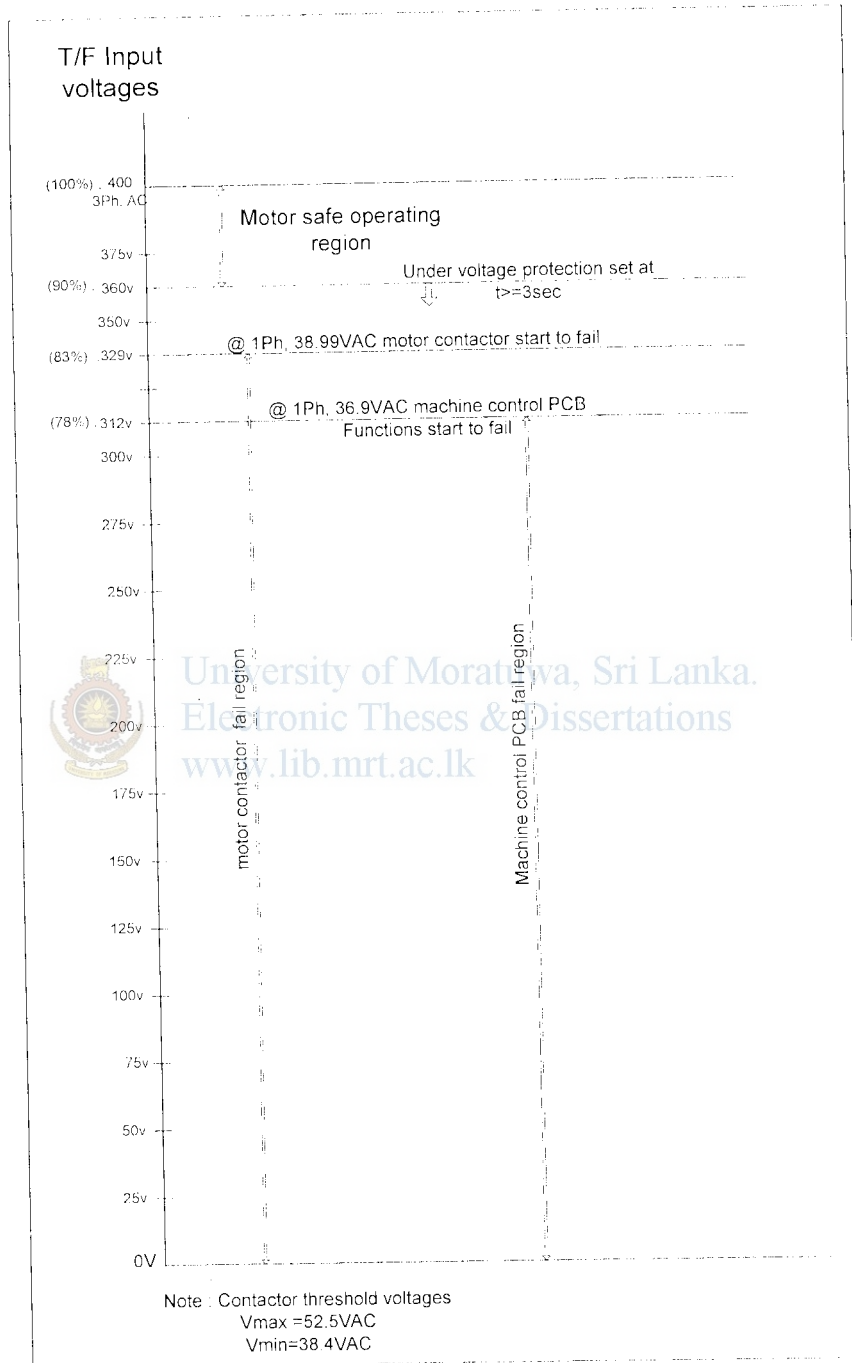 T/F Input
voltages
(100%) . 400
3Ph. AC
Motor safe operating
region
375v
Under voltage protection set at
(90%) . 360v
t>=3sec
350v
@ 1Ph, 38.99VAC motor contactor start to fail
(83%) .329v
@ 1Ph, 36.9VAC machine control PCB
(78%) .312v
Functions start to fail
300v
275v
250v
225v
200v
175v
150v
125v
100v
75v
50v
25v
0V
motor contactor fail region
Machine control PCB fail region
University of Moratuwa, Sri Lanka.
Electronic Theses & Dissertations
www.lib.mrt.ac.lk
Note : Contactor threshold voltages
Vmax =52.5VAC
Vmin=38.4VAC